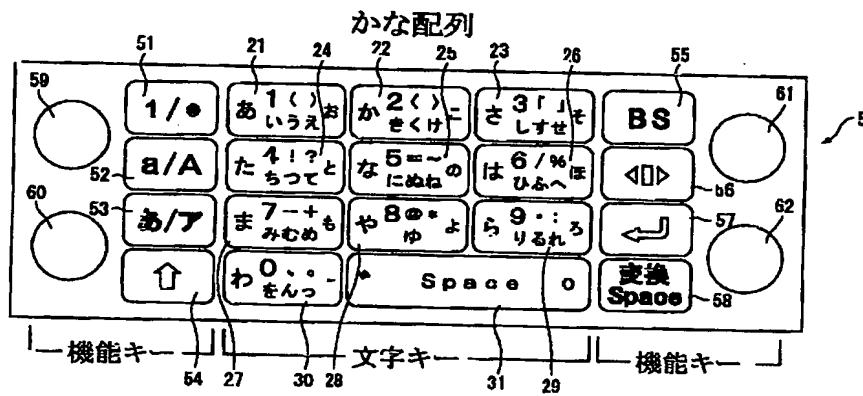 かな配列
51 21 24 22 25 23 26 55
59 61 5
1/● あ 1 ( ) お か 2 〈 〉 こ さ 3 「 」 そ BS
いうえ きくけ しすせ
a/A た 4 ! ? と な 5 = ~ の は 6 / % ほ
ちつて にぬね ひふへ
52 56
60 53 57 62
あ/ア ま 7 - + も や 8 @ * よ ら 9 ・ : ろ
みむめ ゆ りるれ
⇧ わ 0 、 。 - ゛ Space ゜ 変換
をんっ Space
58
機能キー 文字キー 機能キー
54 27 30 28 31 29